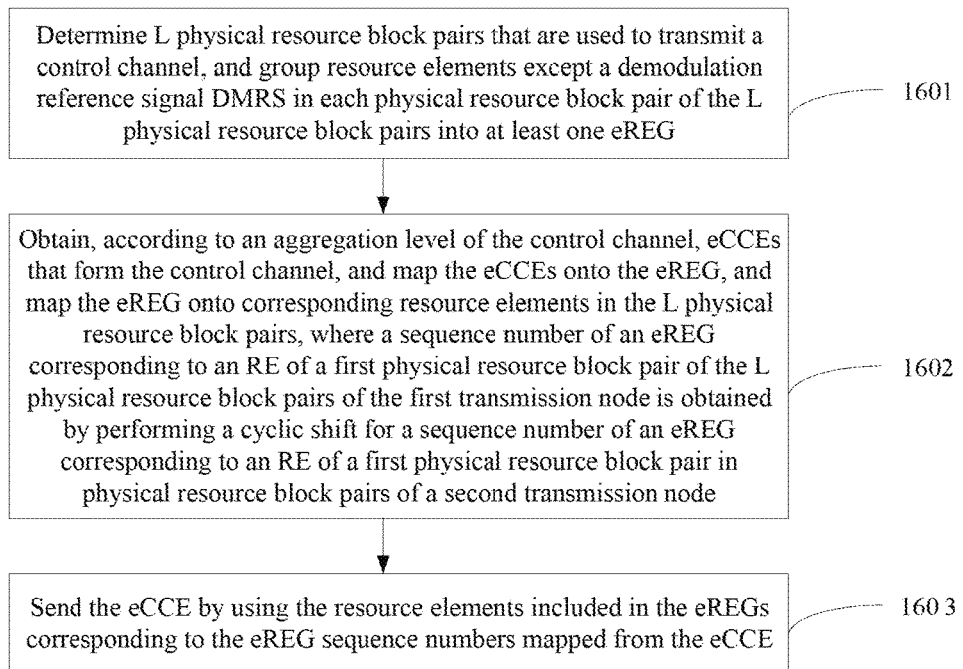 Determine L physical resource block pairs that are used to transmit a
control channel, and group resource elements except a demodulation
reference signal DMRS in each physical resource block pair of the L
physical resource block pairs into at least one eREG
1601
Obtain, according to an aggregation level of the control channel, eCCEs
that form the control channel, and map the eCCEs onto the eREG, and
map the eREG onto corresponding resource elements in the L physical
resource block pairs, where a sequence number of an eREG
corresponding to an RE of a first physical resource block pair of the L
physical resource block pairs of the first transmission node is obtained
by performing a cyclic shift for a sequence number of an eREG
corresponding to an RE of a first physical resource block pair in
physical resource block pairs of a second transmission node
1602
Send the eCCE by using the resource elements included in the eREGs
corresponding to the eREG sequence numbers mapped from the eCCE
1603